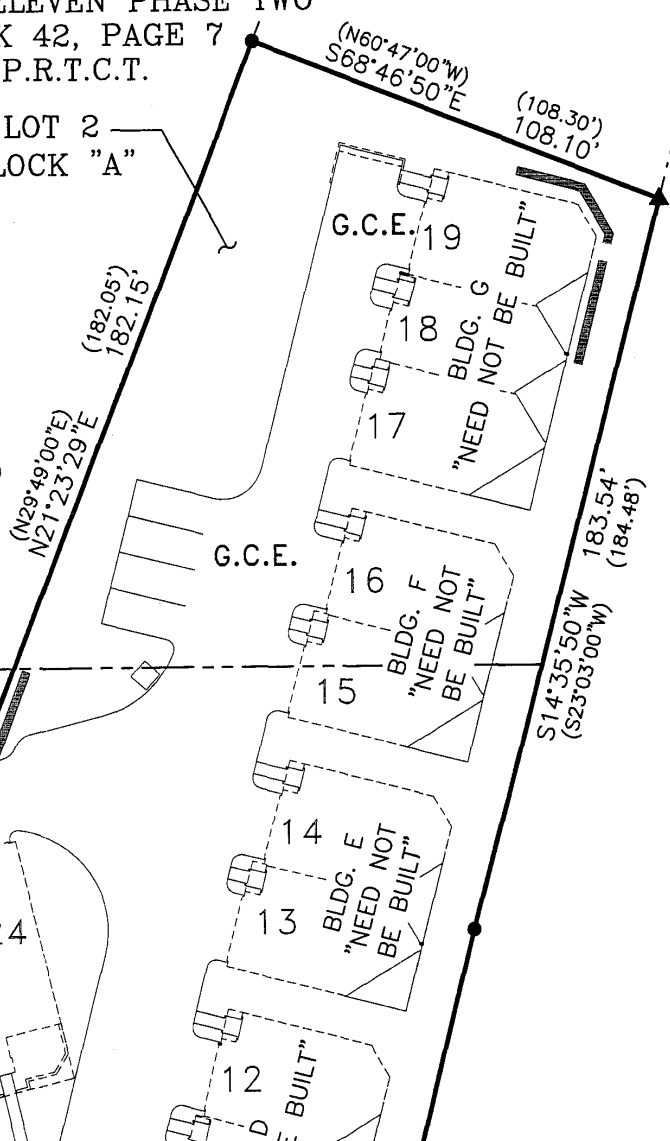 ELEVEN PHASE TWO
K 42, PAGE 7
P.R.T.C.T.
LOT 2
LOCK "A"
(N60°47'00"W)
S68°46'50"E
(108.30')
108.10'
(182.05')
182.15'
(N29°49'00"E)
N21°23'29"E
G.C.E.
19
18
17
BLDG. G
"NEED NOT BE BUILT"
183.54'
(184.48')
G.C.E.
16
15
BLDG. F
"NEED NOT
BE BUILT"
S14°35'50"W
(S23°03'00"W)
14
13
BLDG. E
"NEED NOT
BE BUILT"
24
12
D
BE BUILT"